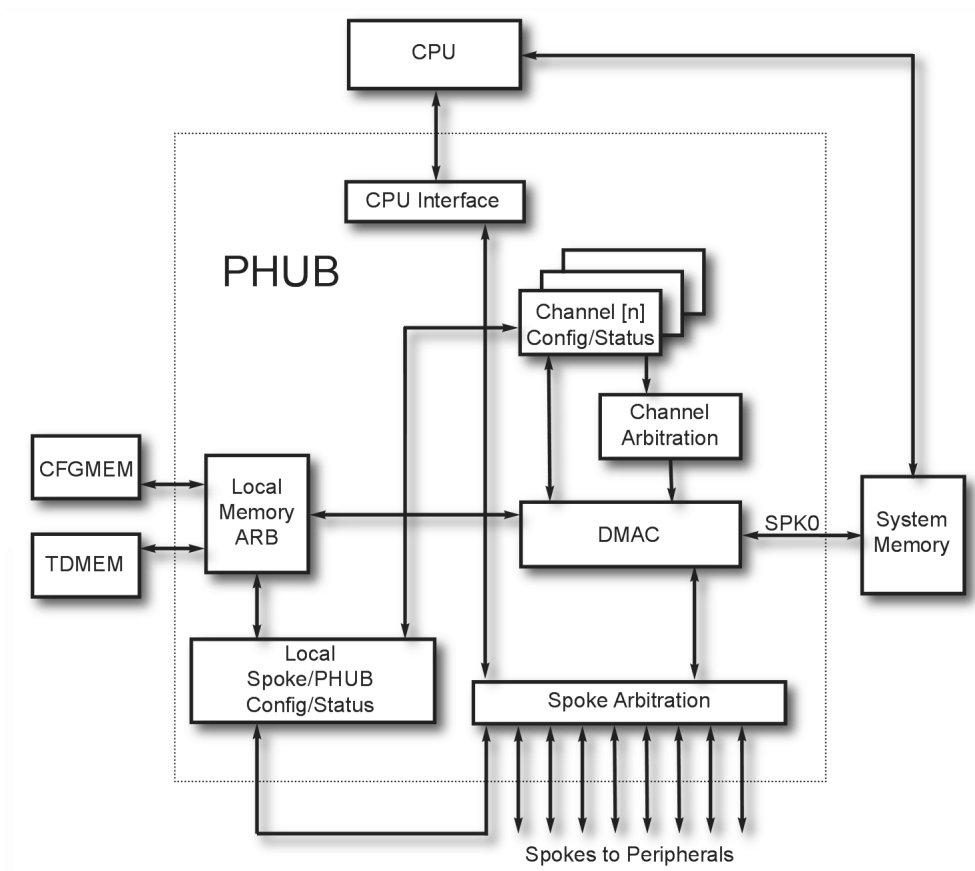 CPU
CPU Interface
PHUB
Channel [n]
Config/Status
Channel
Arbitration
CFGMEM
Local
Memory
ARB
DMAC
SPK0
System
Memory
TDMEM
Local
Spoke/PHUB
Config/Status
Spoke Arbitration
Spokes to Peripherals